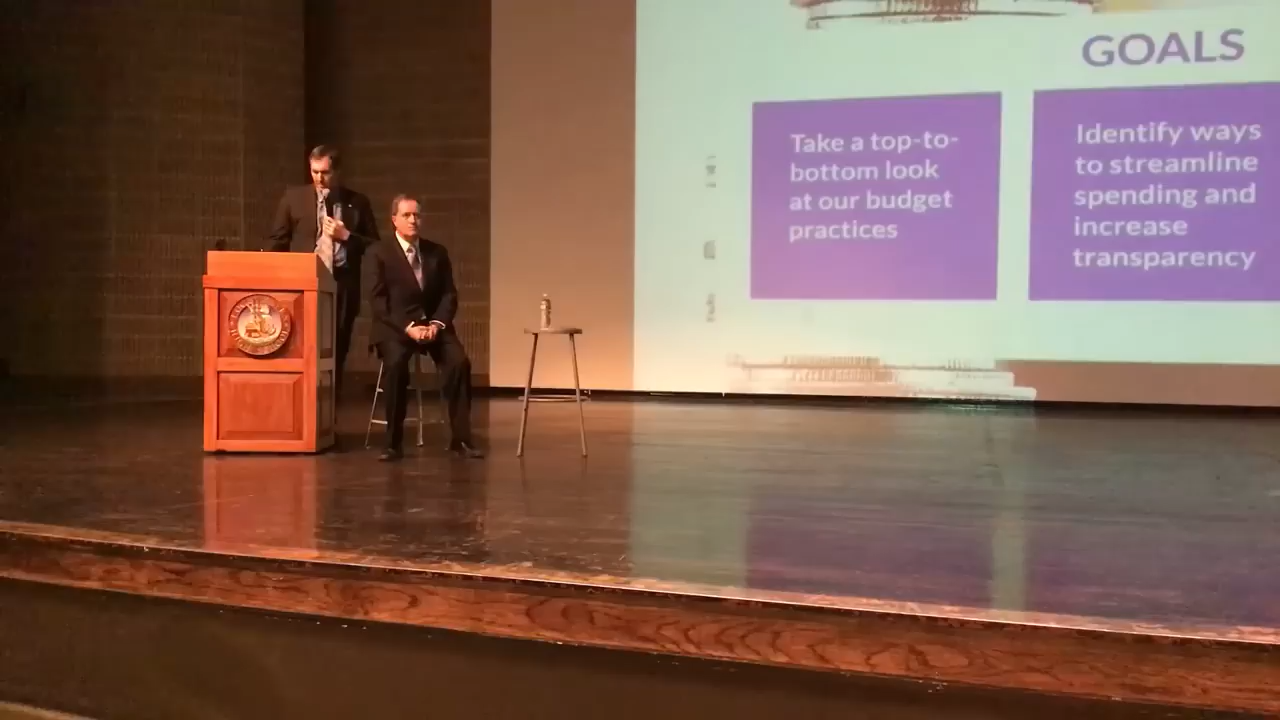 GOALS
Take a top-to-
bottom look
at our budget
practices
Identify ways
to streamline
spending and
increase
transparency